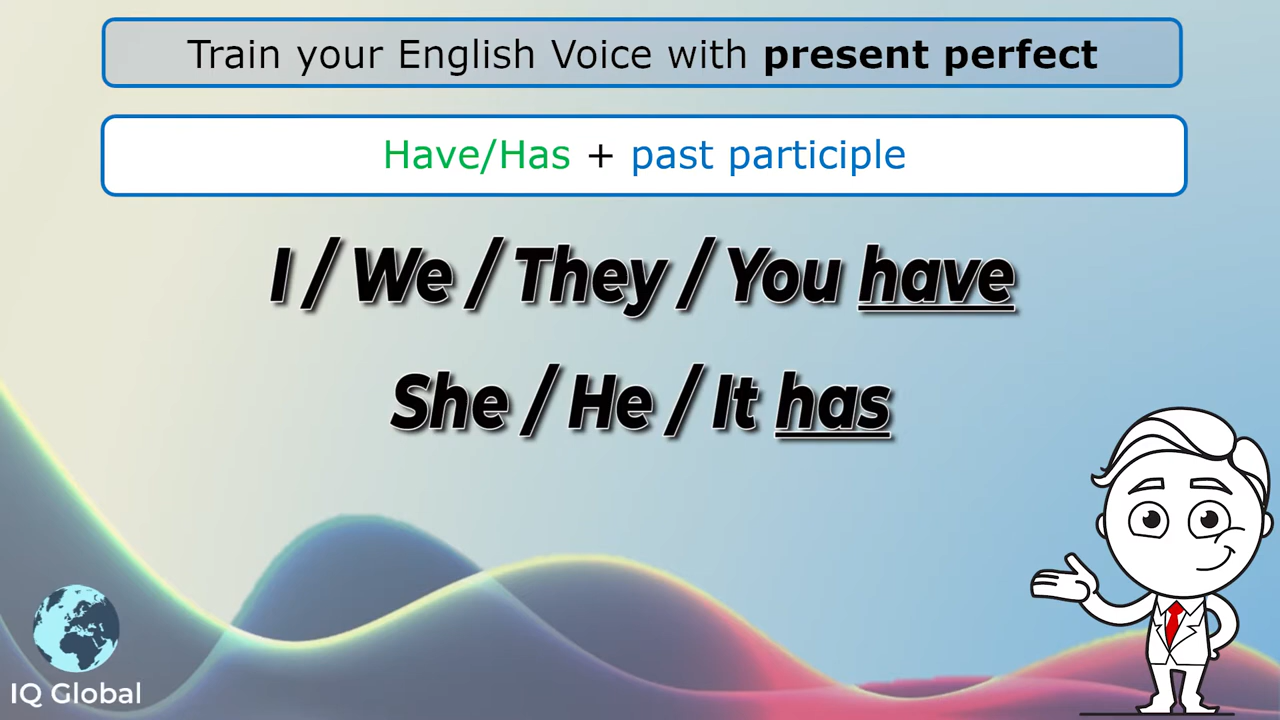 Train your English Voice with present perfect
Have/Has + past participle
I / We / They / You have
She / He / It has
IQ Global